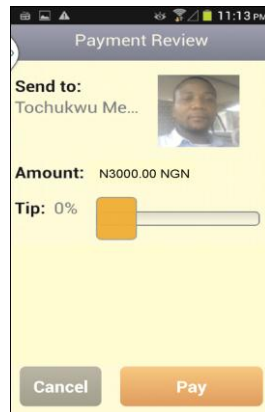 11:13 PM
Payment Review
Send to:
Tochukwu Me...
Amount: N3000.00 NGN
Tip: 0%
Cancel Pay